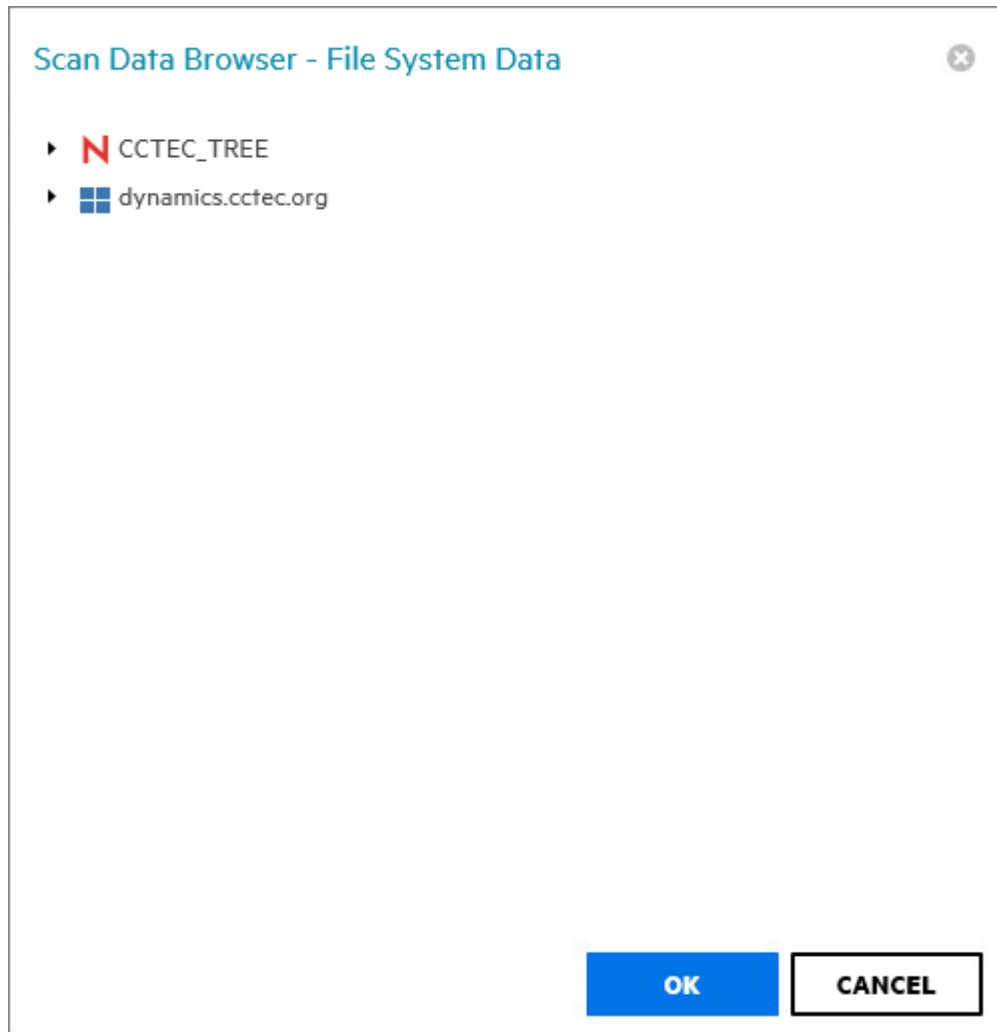 Scan Data Browser - File System Data
N CCTEC_TREE
dynamics.cctec.org
OK CANCEL